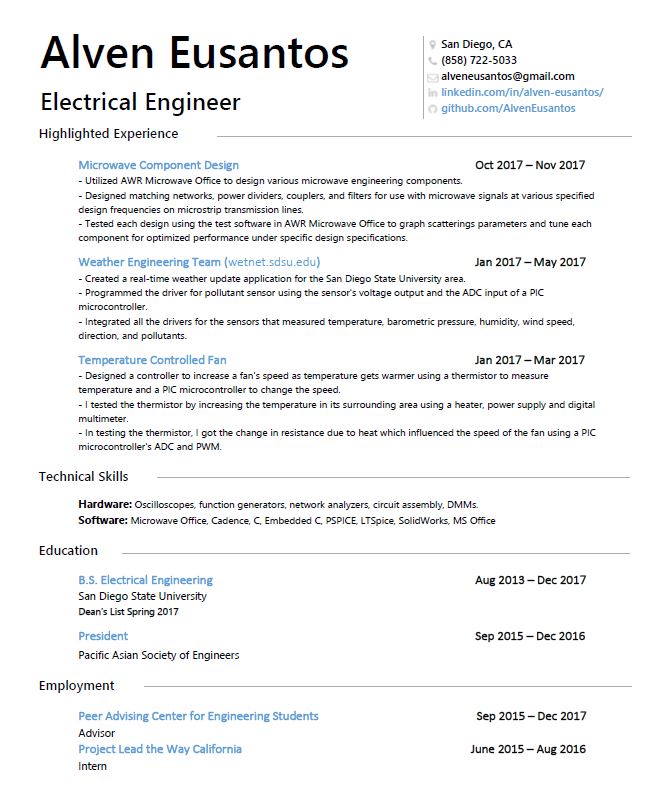 Alven Eusantos
Electrical Engineer
San Diego, CA
(858) 722-5033
alveneusantos@gmail.com
linkedin.com/in/alven-eusantos/
github.com/AlvenEusantos
Highlighted Experience
Microwave Component Design Oct 2017 – Nov 2017
- Utilized AWR Microwave Office to design various microwave engineering components.
- Designed matching networks, power dividers, couplers, and filters for use with microwave signals at various specified
design frequencies on microstrip transmission lines.
- Tested each design using the test software in AWR Microwave Office to graph scatterings parameters and tune each
component for optimized performance under specific design specifications.
Weather Engineering Team (wetnet.sdsu.edu) Jan 2017 – May 2017
- Created a real-time weather update application for the San Diego State University area.
- Programmed the driver for pollutant sensor using the sensor's voltage output and the ADC input of a PIC
microcontroller.
- Integrated all the drivers for the sensors that measured temperature, barometric pressure, humidity, wind speed,
direction, and pollutants.
Temperature Controlled Fan Jan 2017 – Mar 2017
- Designed a controller to increase a fan's speed as temperature gets warmer using a thermistor to measure
temperature and a PIC microcontroller to change the speed.
- I tested the thermistor by increasing the temperature in its surrounding area using a heater, power supply and digital
multimeter.
- In testing the thermistor, I got the change in resistance due to heat which influenced the speed of the fan using a PIC
microcontroller's ADC and PWM.
Technical Skills
Hardware: Oscilloscopes, function generators, network analyzers, circuit assembly, DMMs.
Software: Microwave Office, Cadence, C, Embedded C, PSPICE, LTSpice, SolidWorks, MS Office
Education
B.S. Electrical Engineering Aug 2013 – Dec 2017
San Diego State University
Dean's List Spring 2017
President Sep 2015 – Dec 2016
Pacific Asian Society of Engineers
Employment
Peer Advising Center for Engineering Students Sep 2015 – Dec 2017
Advisor
Project Lead the Way California June 2015 – Aug 2016
Intern